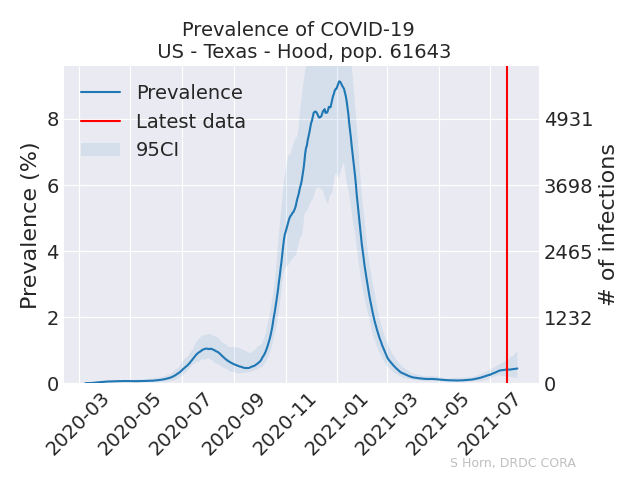 Prevalence of COVID-19
US - Texas - Hood, pop. 61643
Prevalence
Latest data
95CI
Prevalence (%)
8
6
4
2
0
4931
3698
2465
1232
0
# of infections
2020-03
2020-05
2020-07
2020-09
2020-11
2021-01
2021-03
2021-05
2021-07
S Horn, DRDC CORA